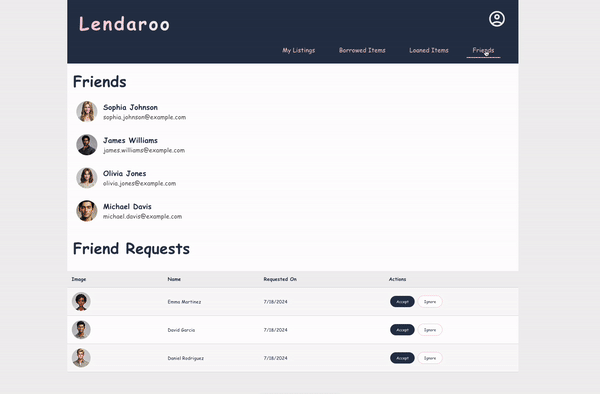 Lendaroo
My Listings Borrowed Items Loaned Items Friends
Friends
Sophia Johnson
sophia.johnson@example.com
James Williams
james.williams@example.com
Olivia Jones
olivia.jones@example.com
Michael Davis
michael.davis@example.com
Friend Requests
Image Name Requested On Actions
Emma Martinez 7/18/2024 Accept Ignore
David Garcia 7/18/2024 Accept Ignore
Daniel Rodriguez 7/18/2024 Accept Ignore